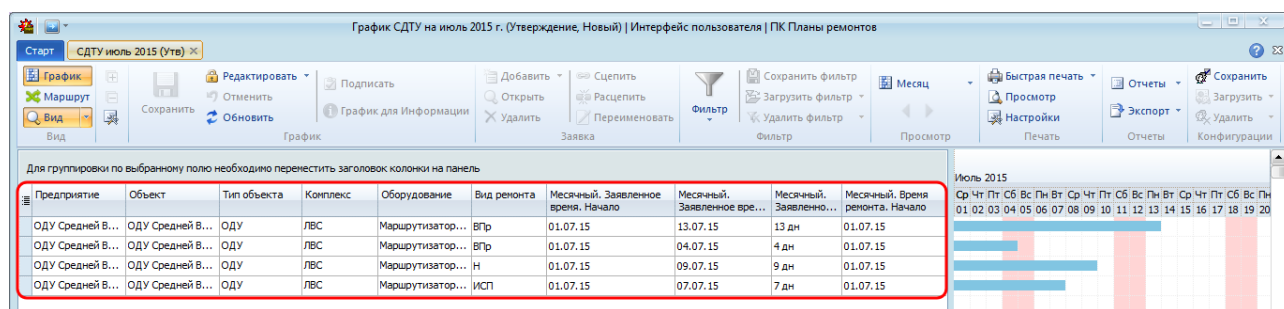 График СДТУ на июль 2015 г. (Утверждение, Новый) | Интерфейс пользователя | ПК Планы ремонтов
Старт СДТУ июль 2015 (Утв)
График Редактировать Подписать Добавить Сцепить Сохранить фильтр Месяц Быстрая печать Отчеты Сохранить
Маршрут Сохранить Отменить Открыть Расцепить Фильтр Загрузить фильтр Просмотр Загрузить
Вид Обновить График для Информации Удалить Переименовать Удалить фильтр Настройки Экспорт Удалить
Вид График Заявка Фильтр Просмотр Печать Отчеты Конфигурации
Для группировки по выбранному полю необходимо переместить заголовок колонки на панель
Июль 2015
Предприятие Объект Тип объекта Комплекс Оборудование Вид ремонта Месячный. Заявленное время. Начало Месячный. Заявленное вре... Месячный. Заявленно... Месячный. Время ремонта. Начало
Ср Чт Пт Сб Вс Пн Вт Ср Чт Пт Сб Вс Пн Вт Ср Чт Пт Сб Вс Пн
01 02 03 04 05 06 07 08 09 10 11 12 13 14 15 16 17 18 19 20
ОДУ Средней В... ОДУ Средней В... ОДУ ЛВС Маршрутизатор... ВПр 01.07.15 13.07.15 13 дн 01.07.15
ОДУ Средней В... ОДУ Средней В... ОДУ ЛВС Маршрутизатор... ВПр 01.07.15 04.07.15 4 дн 01.07.15
ОДУ Средней В... ОДУ Средней В... ОДУ ЛВС Маршрутизатор... Н 01.07.15 09.07.15 9 дн 01.07.15
ОДУ Средней В... ОДУ Средней В... ОДУ ЛВС Маршрутизатор... ИСП 01.07.15 07.07.15 7 дн 01.07.15